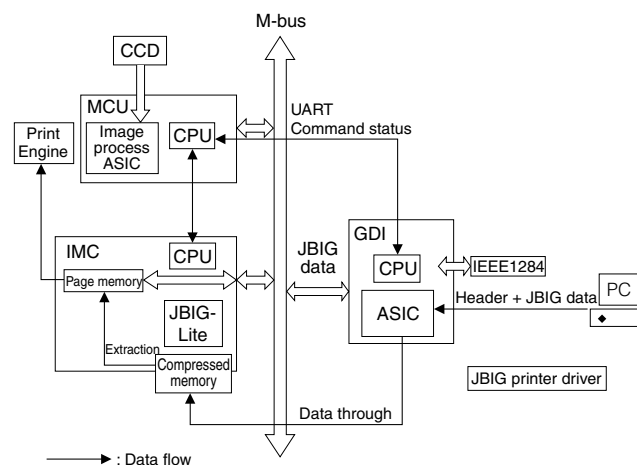 M-bus
CCD
MCU
Image
process
ASIC
CPU
Print
Engine
UART
Command status
IMC
CPU
Page memory
JBIG-
Lite
Extraction
Compressed
memory
JBIG
data
GDI
CPU
ASIC
IEEE1284
Header + JBIG data
PC
JBIG printer driver
Data through
: Data flow